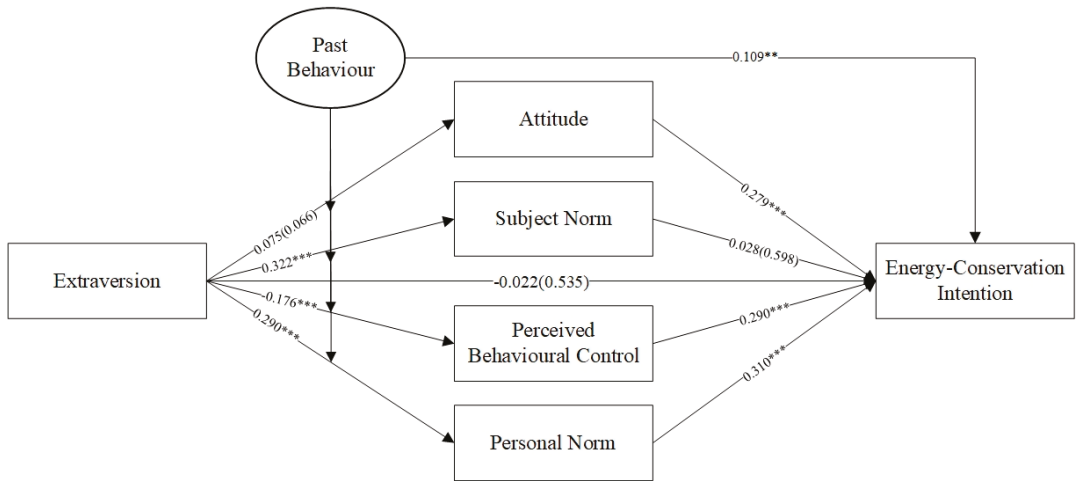 Past
Behaviour
0.109**
Attitude
0.279***
0.075(0.066)
Subject Norm
0.322***
0.028(0.598)
Extraversion
-0.022(0.535)
Energy-Conservation
Intention
-0.176***
0.290***
Perceived
Behavioural Control
0.290***
0.310***
Personal Norm